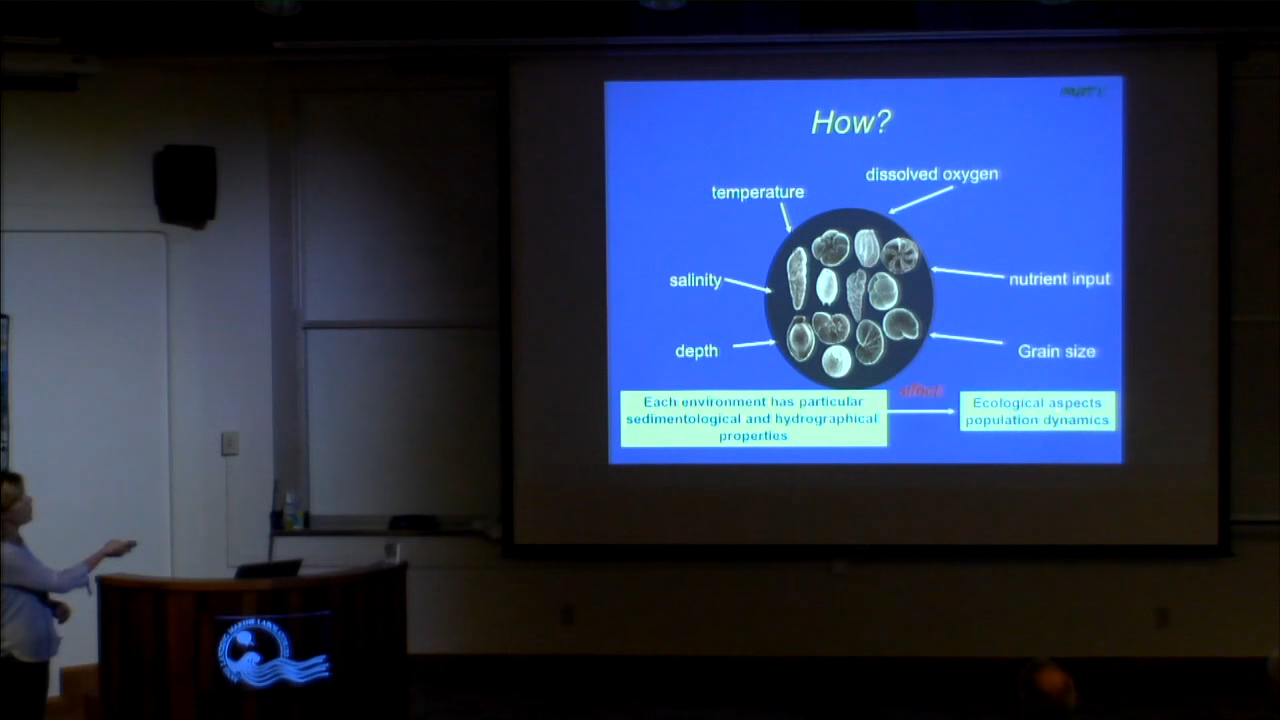 How?
dissolved oxygen
temperature
salinity
nutrient input
depth
Grain size
effect
Each environment has particular
sedimentological and hydrographical
properties
Ecological aspects
population dynamics